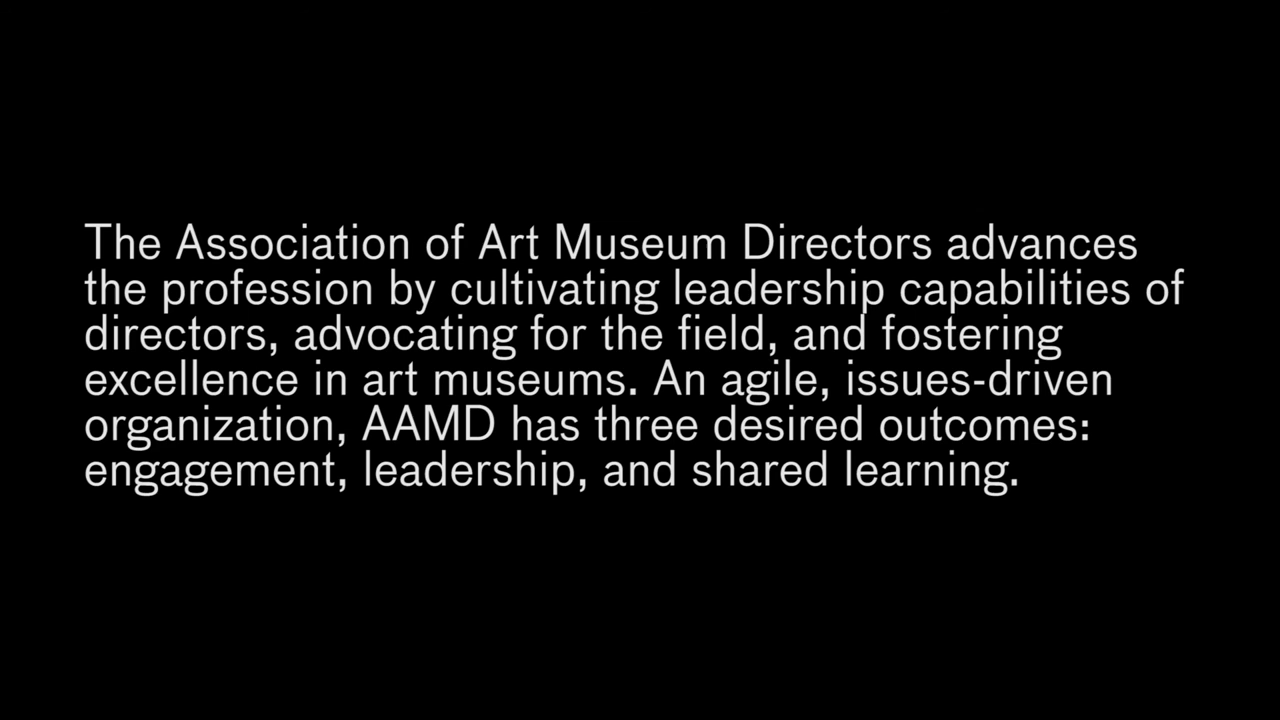 The Association of Art Museum Directors advances
the profession by cultivating leadership capabilities of
directors, advocating for the field, and fostering
excellence in art museums. An agile, issues-driven
organization, AAMD has three desired outcomes:
engagement, leadership, and shared learning.